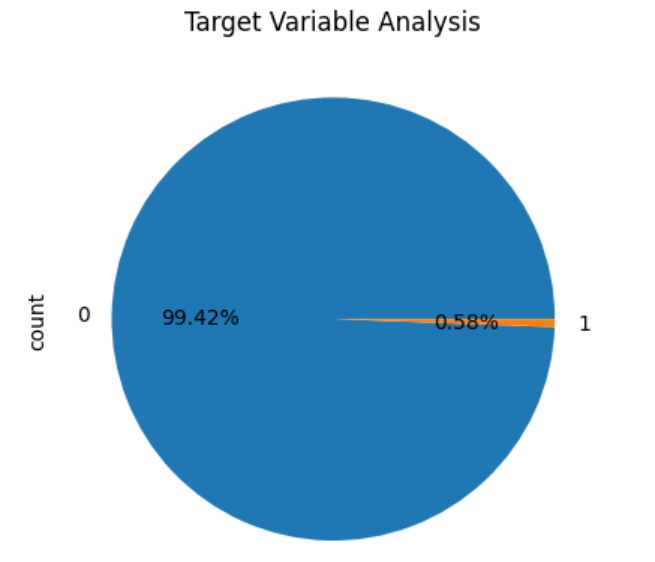 Target Variable Analysis
count
0
99.42%
0.58%
1